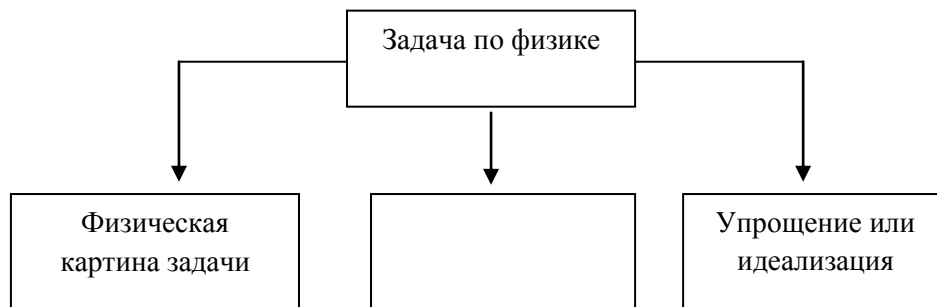 Задача по физике
Физическая
картина задачи
Упрощение или
идеализация